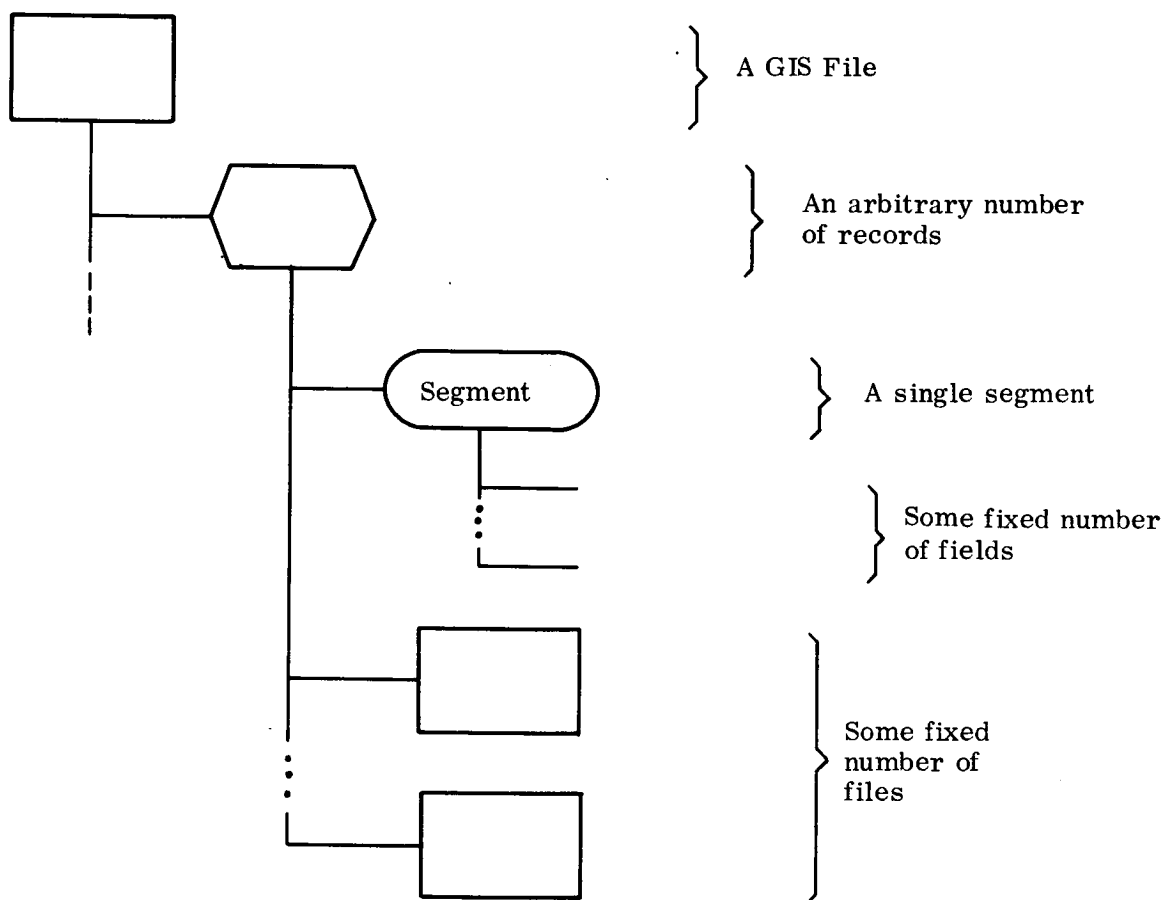 A GIS File
An arbitrary number
of records
Segment
A single segment
Some fixed number
of fields
Some fixed
number of
files